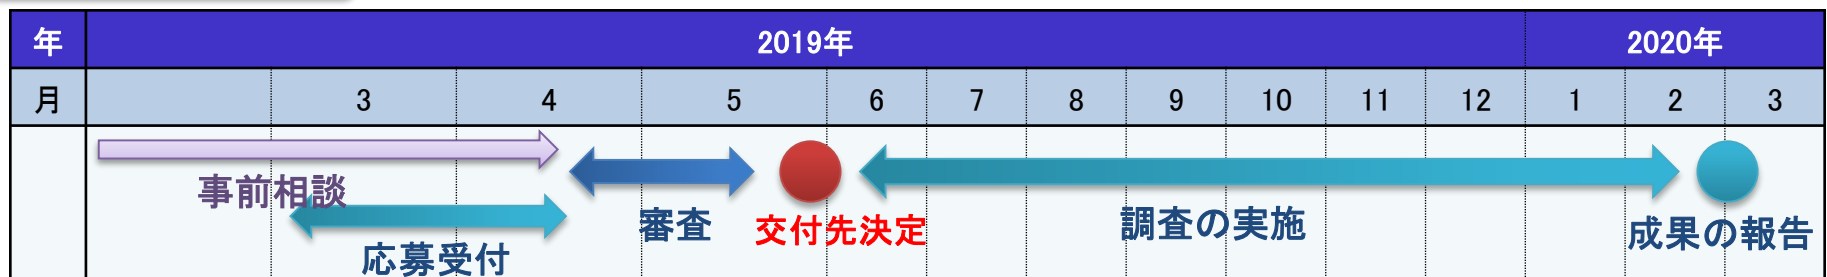 年 2019年 2020年
月 3 4 5 6 7 8 9 10 11 12 1 2 3
事前相談
応募受付
審査
交付先決定
調査の実施
成果の報告